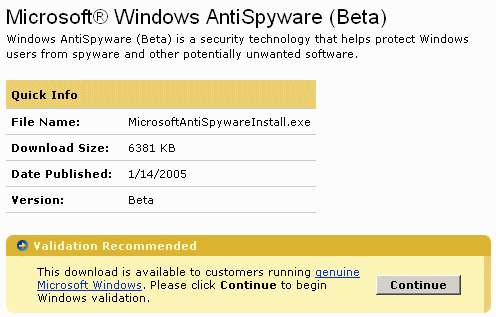 Microsoft® Windows AntiSpyware (Beta)
Windows AntiSpyware (Beta) is a security technology that helps protect Windows
users from spyware and other potentially unwanted software.
Quick Info
File Name: MicrosoftAntiSpywareInstall.exe
Download Size: 6381 KB
Date Published: 1/14/2005
Version: Beta
Validation Recommended
This download is available to customers running genuine
Microsoft Windows. Please click Continue to begin
Windows validation.
Continue